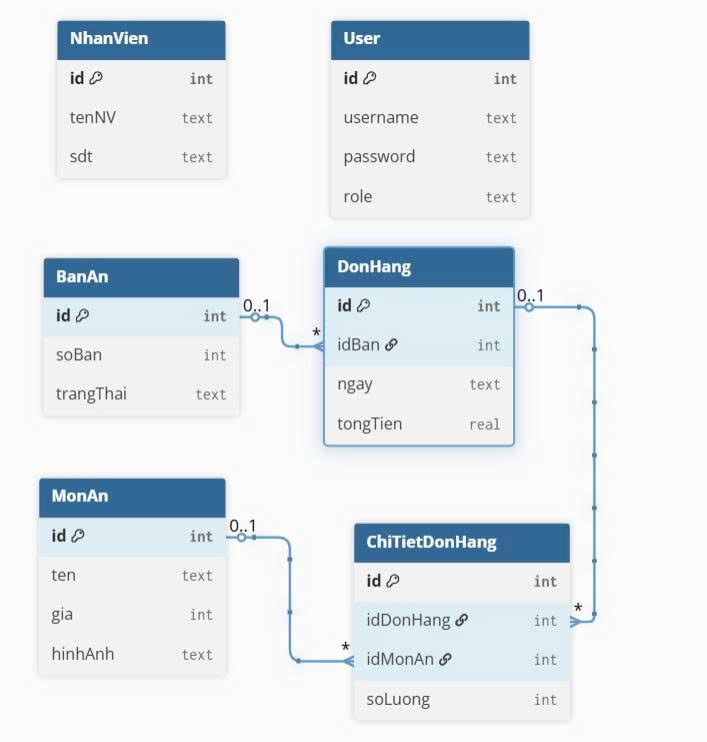 NhanVien
id int
tenNV text
sdt text
User
id int
username text
password text
role text
BanAn
id int
soBan int
trangThai text
0..1
*
DonHang
id int
idBan int
ngay text
tongTien real
0..1
MonAn
id int
ten text
gia int
hinhAnh text
0..1
*
ChiTietDonHang
id int
idDonHang int
idMonAn int
soLuong int
*